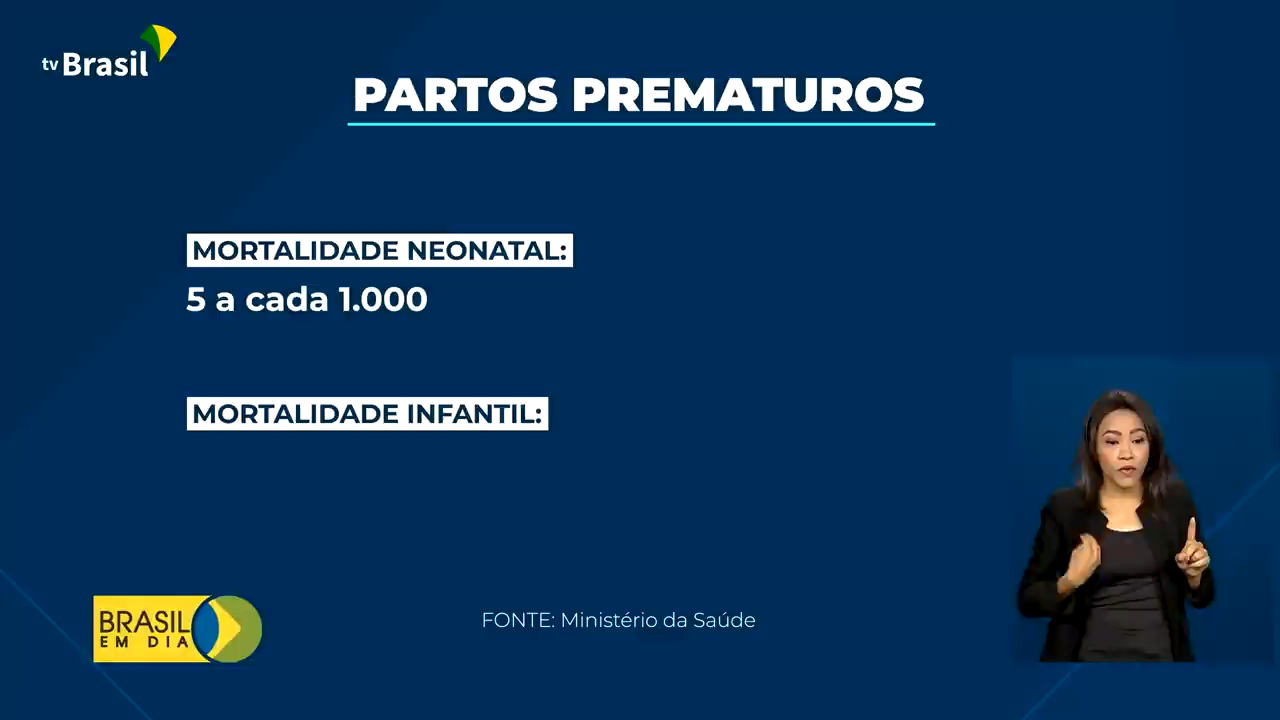 tv Brasil
PARTOS PREMATUROS
MORTALIDADE NEONATAL:
5 a cada 1.000
MORTALIDADE INFANTIL:
BRASIL
EM DIA
FONTE: Ministério da Saúde